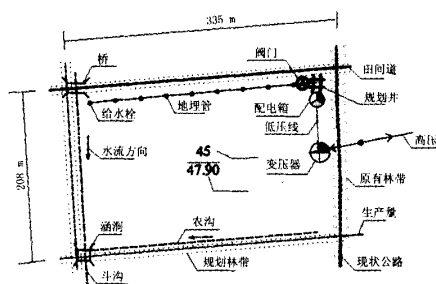 335 m
桥
阀门
田间道
给水栓
地埋管
配电箱
规划井
低压线
水流方向
45
47.90
变压器
高压
208 m
原有林带
涵洞
农沟
生产
斗沟
规划林带
现状公路